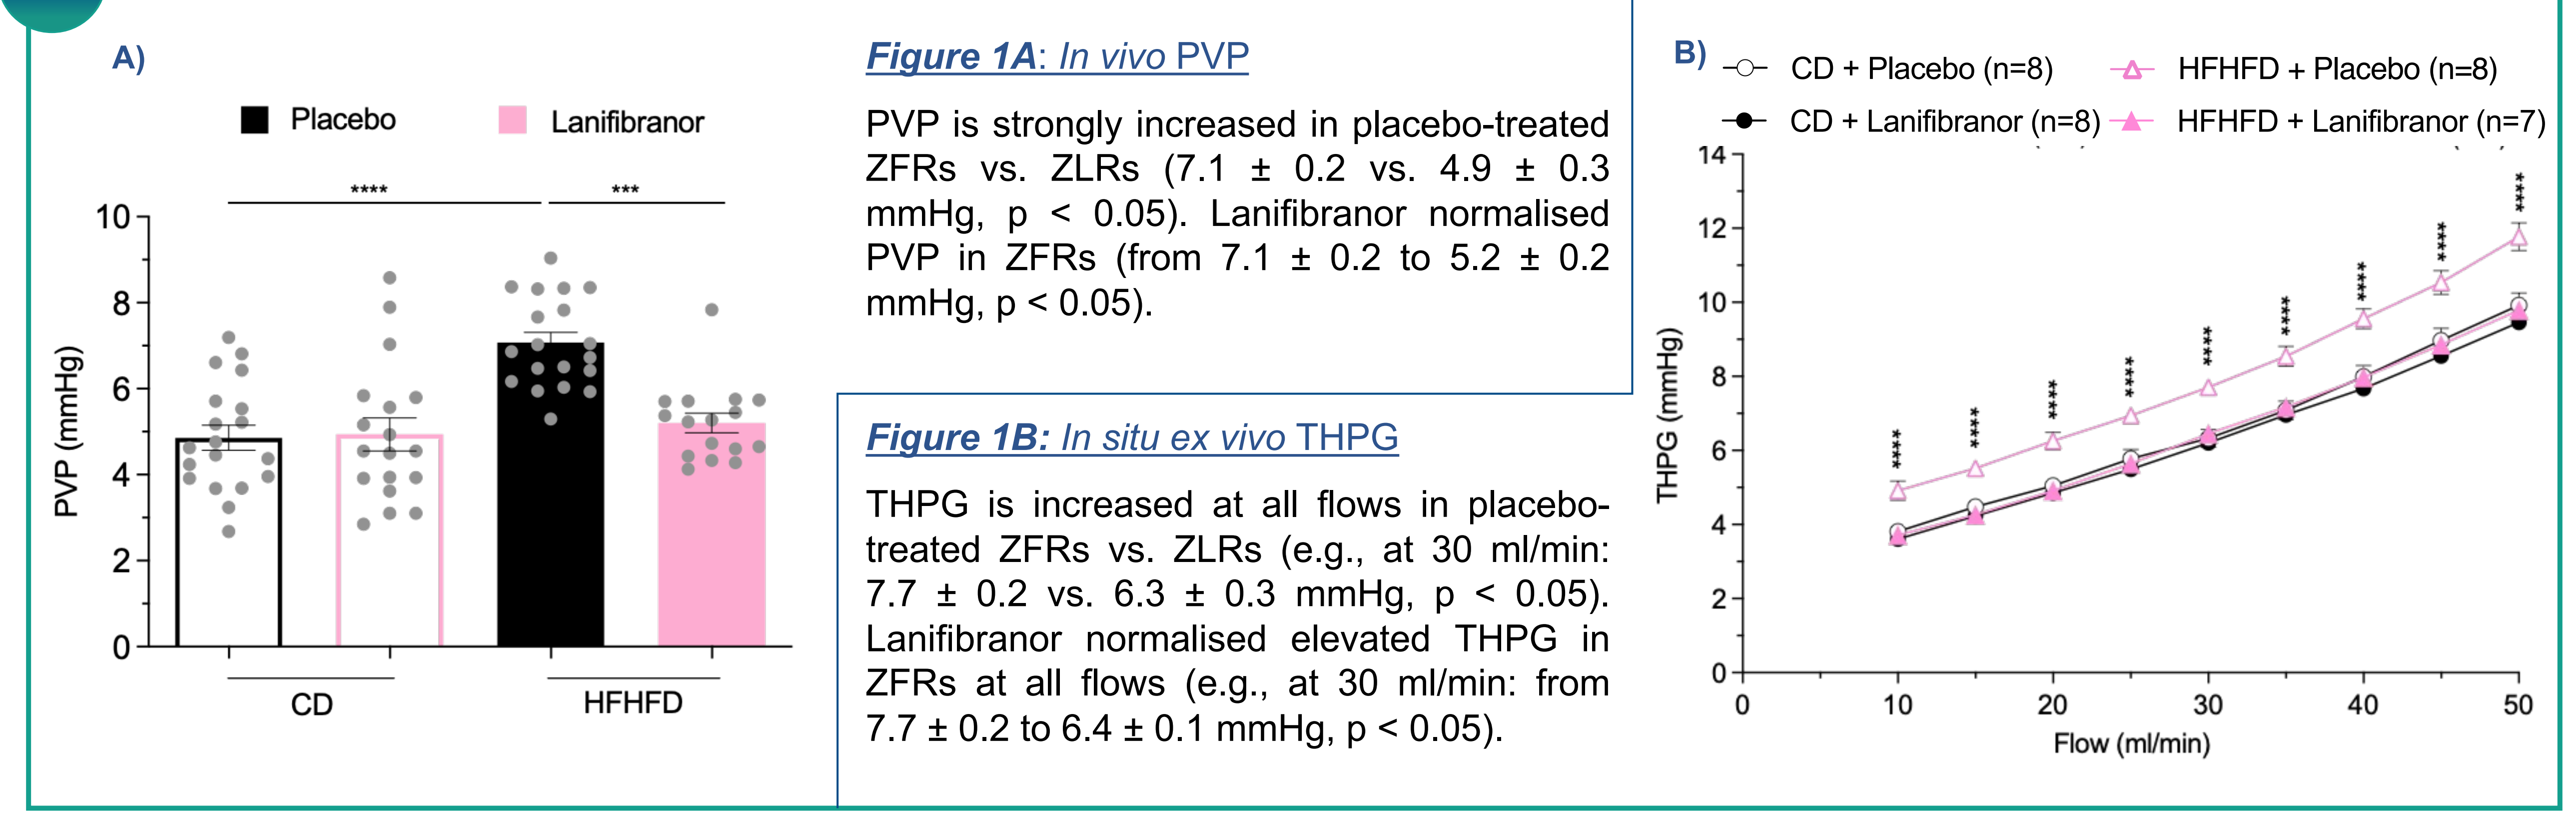 A)
Placebo
Lanifibranor
****
***
10
8
6
4
2
0
PVP (mmHg)
CD
HFHFD
Figure 1A: In vivo PVP
PVP is strongly increased in placebo-treated
ZFRs vs. ZLRs (7.1 ± 0.2 vs. 4.9 ± 0.3
mmHg, p < 0.05). Lanifibranor normalised
PVP in ZFRs (from 7.1 ± 0.2 to 5.2 ± 0.2
mmHg, p < 0.05).
Figure 1B: In situ ex vivo THPG
THPG is increased at all flows in placebo-
treated ZFRs vs. ZLRs (e.g., at 30 ml/min:
7.7 ± 0.2 vs. 6.3 ± 0.3 mmHg, p < 0.05).
Lanifibranor normalised elevated THPG in
ZFRs at all flows (e.g., at 30 ml/min: from
7.7 ± 0.2 to 6.4 ± 0.1 mmHg, p < 0.05).
B)
CD + Placebo (n=8)
HFHFD + Placebo (n=8)
CD + Lanifibranor (n=8)
HFHFD + Lanifibranor (n=7)
14
12
10
8
6
4
2
0
THPG (mmHg)
****
****
****
****
****
****
****
****
****
0 10 20 30 40 50
Flow (ml/min)